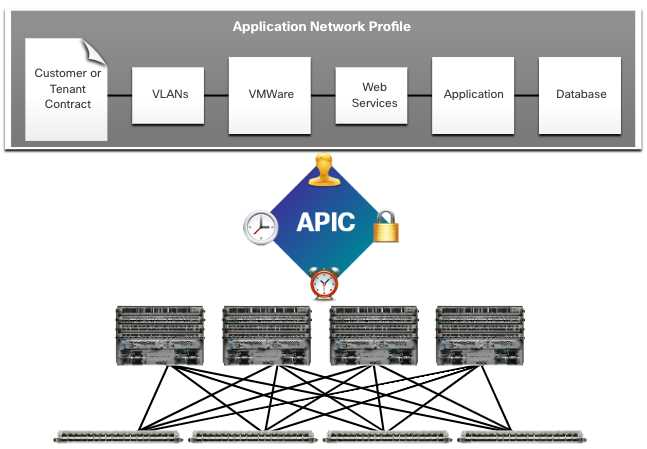 Application Network Profile
Customer or
Tenant
Contract
VLANs
VMWare
Web
Services
Application
Database
APIC